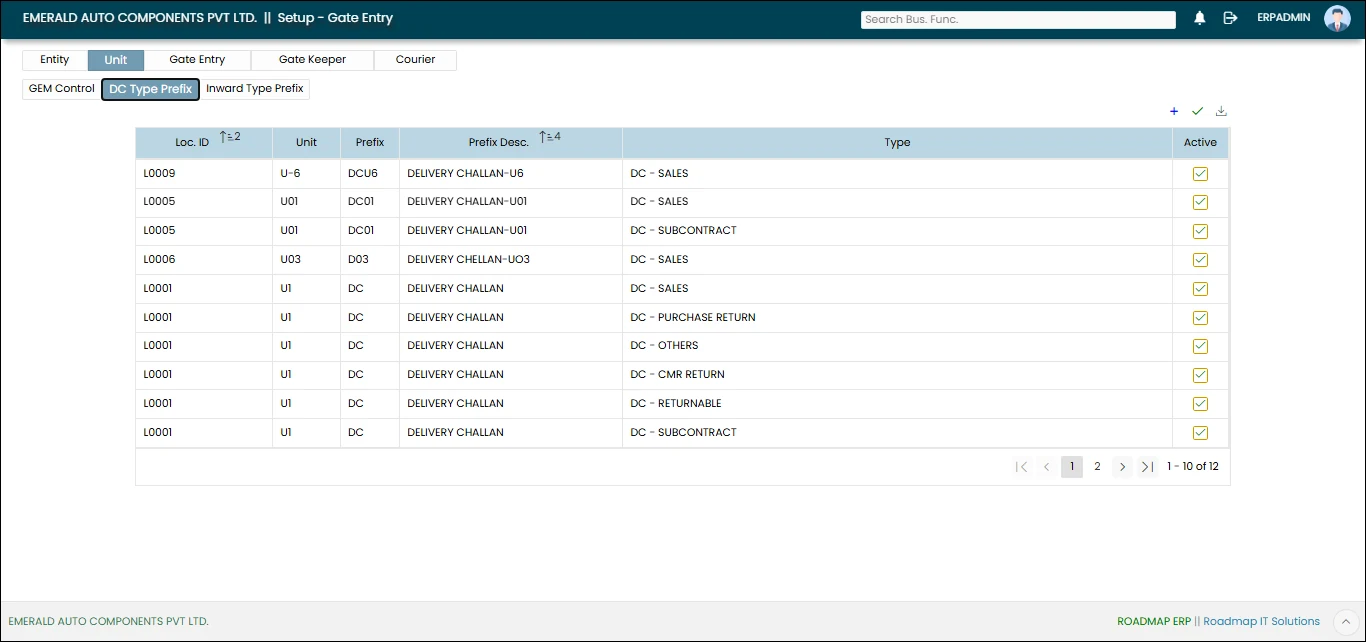 EMERALD AUTO COMPONENTS PVT LTD. || Setup - Gate Entry Search Bus. Func. ERPADMIN
Entity Unit Gate Entry Gate Keeper Courier
GEM Control DC Type Prefix Inward Type Prefix
Loc. ID 2 Unit Prefix Prefix Desc. 4 Type Active
L0009 U-6 DCU6 DELIVERY CHALLAN-U6 DC - SALES
L0005 U01 DC01 DELIVERY CHALLAN-U01 DC - SALES
L0005 U01 DC01 DELIVERY CHALLAN-U01 DC - SUBCONTRACT
L0006 U03 D03 DELIVERY CHELLAN-UO3 DC - SALES
L0001 U1 DC DELIVERY CHALLAN DC - SALES
L0001 U1 DC DELIVERY CHALLAN DC - PURCHASE RETURN
L0001 U1 DC DELIVERY CHALLAN DC - OTHERS
L0001 U1 DC DELIVERY CHALLAN DC - CMR RETURN
L0001 U1 DC DELIVERY CHALLAN DC - RETURNABLE
L0001 U1 DC DELIVERY CHALLAN DC - SUBCONTRACT
1 2 1 - 10 of 12
EMERALD AUTO COMPONENTS PVT LTD. ROADMAP ERP || Roadmap IT Solutions